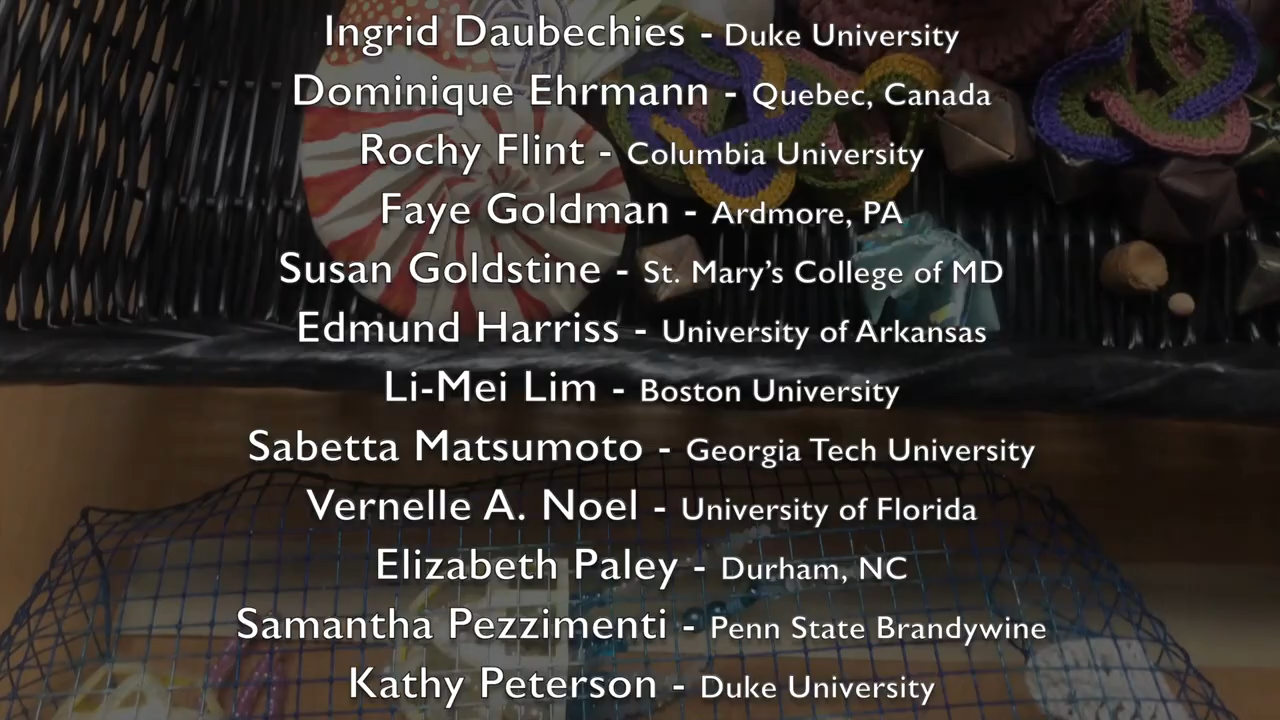 Ingrid Daubechies - Duke University
Dominique Ehrmann - Quebec, Canada
Rochy Flint - Columbia University
Faye Goldman - Ardmore, PA
Susan Goldstine - St. Mary’s College of MD
Edmund Harriss - University of Arkansas
Li-Mei Lim - Boston University
Sabetta Matsumoto - Georgia Tech University
Vernelle A. Noel - University of Florida
Elizabeth Paley - Durham, NC
Samantha Pezzimenti - Penn State Brandywine
Kathy Peterson - Duke University